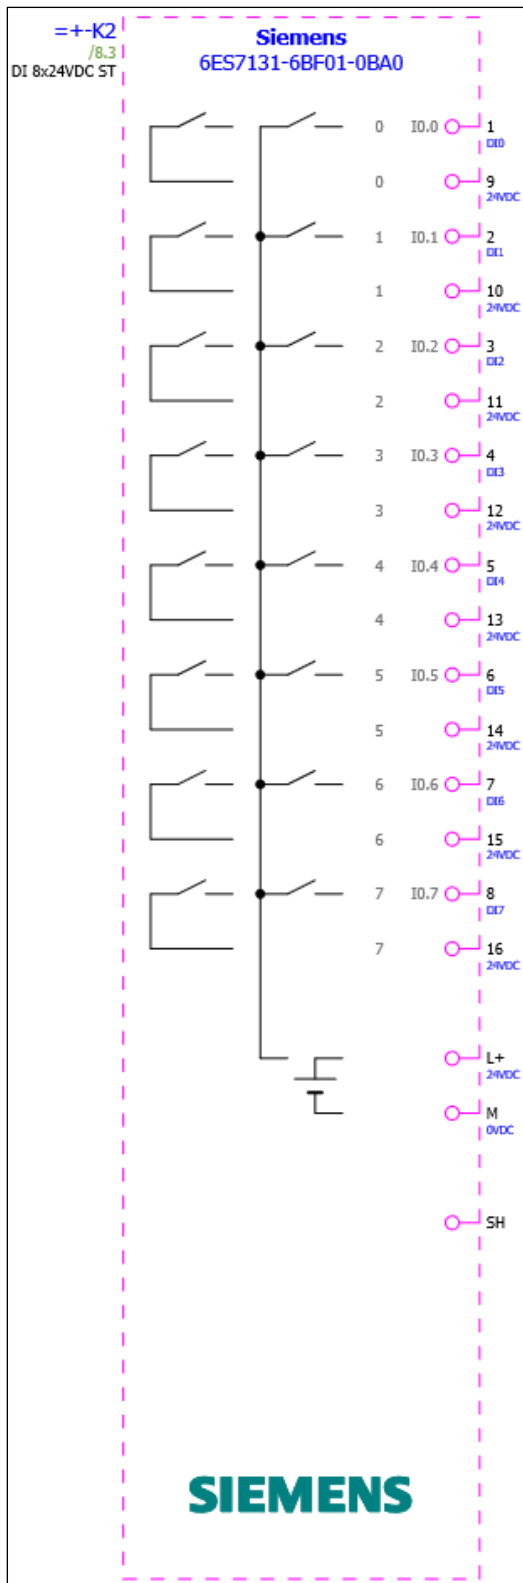 =+-K2
/8.3
DI 8x24VDC ST
Siemens
6ES7131-6BF01-0BA0
0 I0.0 1
DI0
0 9
24VDC
1 I0.1 2
DI1
1 10
24VDC
2 I0.2 3
DI2
2 11
24VDC
3 I0.3 4
DI3
3 12
24VDC
4 I0.4 5
DI4
4 13
24VDC
5 I0.5 6
DI5
5 14
24VDC
6 I0.6 7
DI6
6 15
24VDC
7 I0.7 8
DI7
7 16
24VDC
L+
24VDC
M
0VDC
SH
SIEMENS